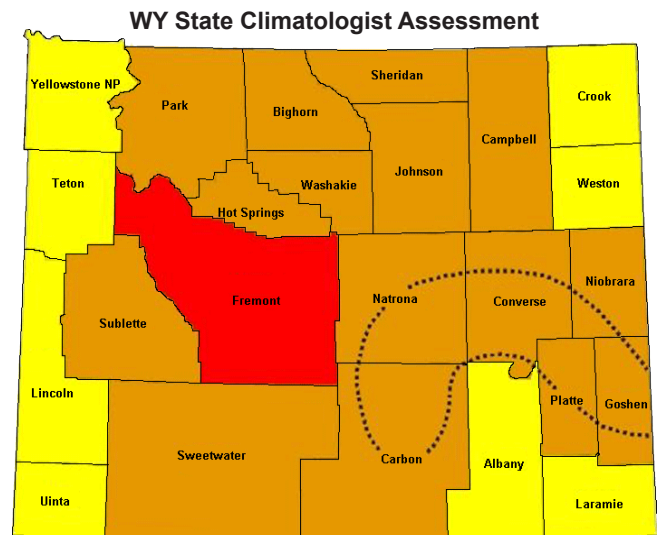 WY State Climatologist Assessment
Yellowstone NP
Park
Bighorn
Sheridan
Campbell
Crook
Teton
Washakie
Johnson
Weston
Hot Springs
Sublette
Fremont
Natrona
Converse
Niobrara
Lincoln
Platte
Goshen
Sweetwater
Carbon
Albany
Uinta
Laramie